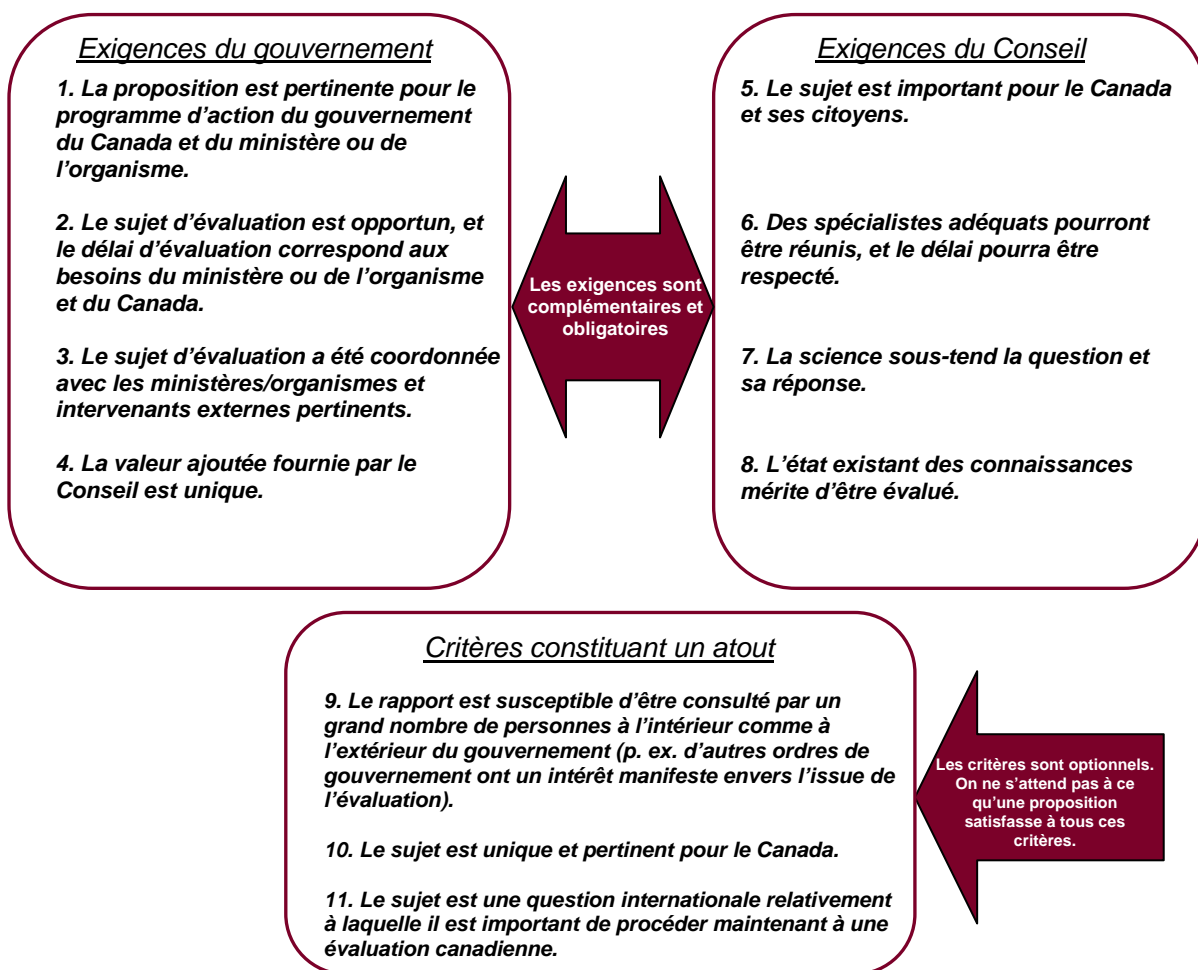 Exigences du gouvernement
1. La proposition est pertinente pour le
programme d'action du gouvernement
du Canada et du ministère ou de
l'organisme.
2. Le sujet d'évaluation est opportun, et
le délai d'évaluation correspond aux
besoins du ministère ou de l'organisme
et du Canada.
3. Le sujet d'évaluation a été coordonnée
avec les ministères/organismes et
intervenants externes pertinents.
4. La valeur ajoutée fournie par le
Conseil est unique.
Les exigences sont
complémentaires et
obligatoires
Exigences du Conseil
5. Le sujet est important pour le Canada
et ses citoyens.
6. Des spécialistes adéquats pourront
être réunis, et le délai pourra être
respecté.
7. La science sous-tend la question et
sa réponse.
8. L'état existant des connaissances
mérite d'être évalué.
Critères constituant un atout
9. Le rapport est susceptible d'être consulté par un
grand nombre de personnes à l'intérieur comme à
l'extérieur du gouvernement (p. ex. d'autres ordres de
gouvernement ont un intérêt manifeste envers l'issue de
l'évaluation).
10. Le sujet est unique et pertinent pour le Canada.
11. Le sujet est une question internationale relativement
à laquelle il est important de procéder maintenant à une
évaluation canadienne.
Les critères sont optionnels.
On ne s'attend pas à ce
qu'une proposition
satisfasse à tous ces
critères.